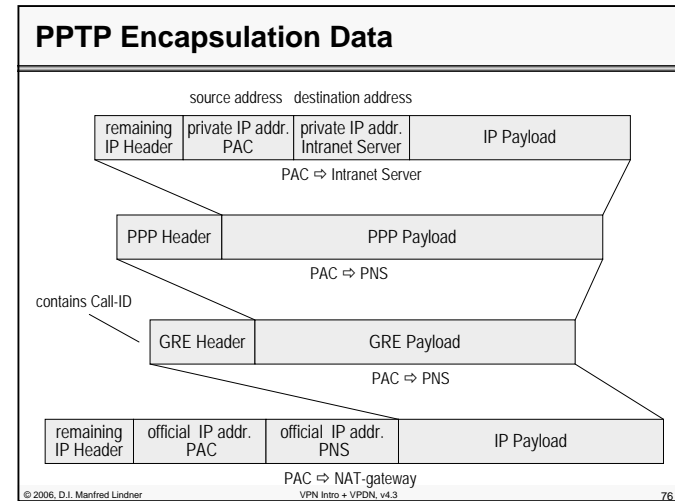 PPTP Encapsulation Data
source address destination address
remaining IP Header
private IP addr. PAC
private IP addr. Intranet Server
IP Payload
PAC ⇨ Intranet Server
PPP Header
PPP Payload
PAC ⇨ PNS
contains Call-ID
GRE Header
GRE Payload
PAC ⇨ PNS
remaining IP Header
official IP addr. PAC
official IP addr. PNS
IP Payload
PAC ⇨ NAT-gateway
© 2006, D.I. Manfred Lindner
VPN Intro + VPDN, v4.3
76